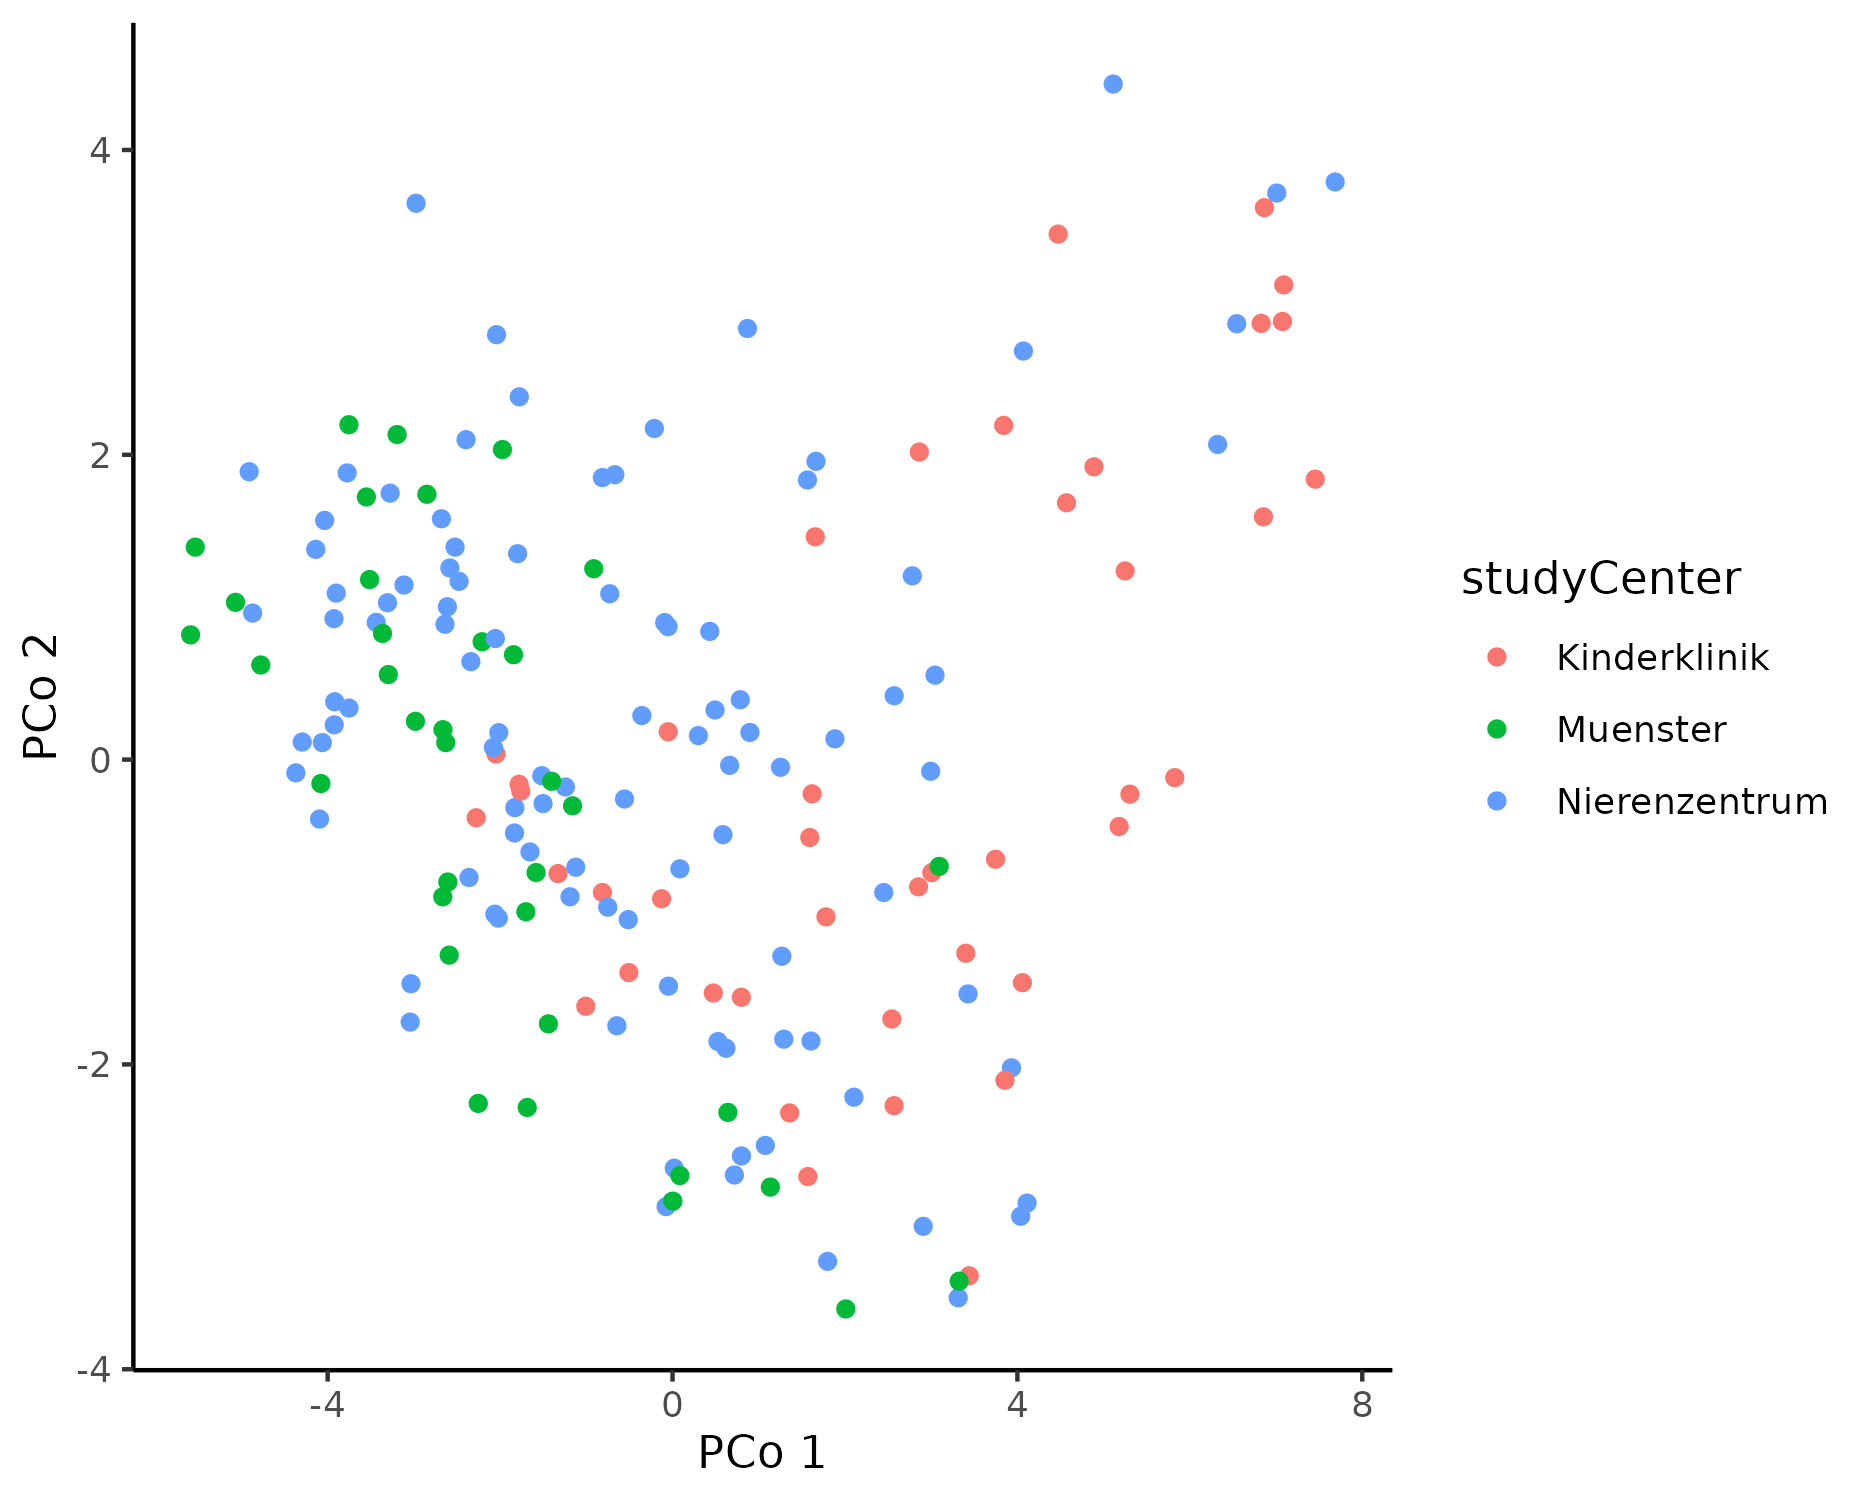 4
2
0
-2
-4
PCo 2
-4 0 4 8
PCo 1
studyCenter
Kinderklinik
Muenster
Nierenzentrum